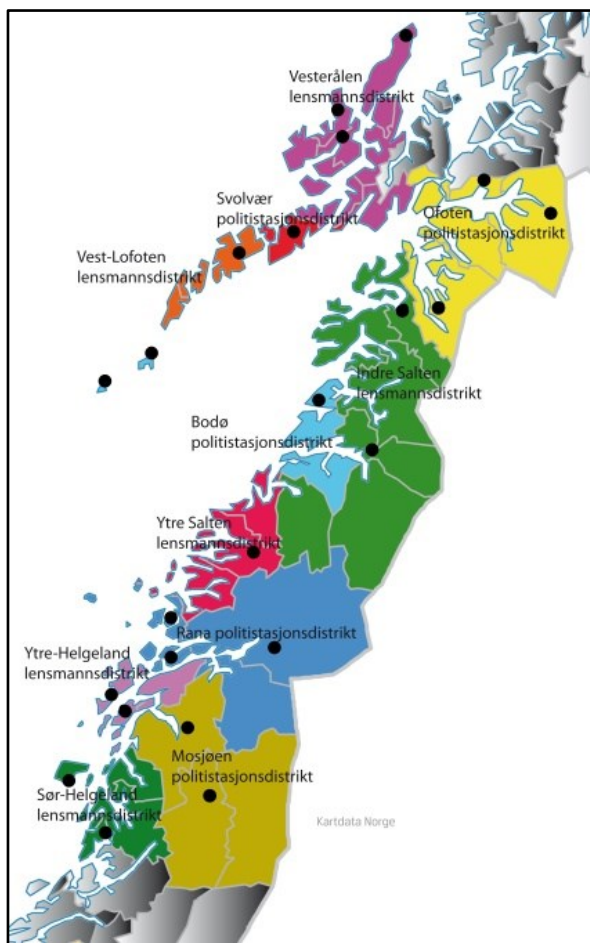 Vesterålen
lensmannsdistrikt
Svolvær
politistasjonsdistrikt
Ofoten
politistasjonsdistrikt
Vest-Lofoten
lensmannsdistrikt
Indre Salten
lensmannsdistrikt
Bodø
politistasjonsdistrikt
Ytre Salten
lensmannsdistrikt
Rana politistasjonsdistrikt
Ytre-Helgeland
lensmannsdistrikt
Mosjøen
politistasjonsdistrikt
Sør-Helgeland
lensmannsdistrikt
Kartdata Norge